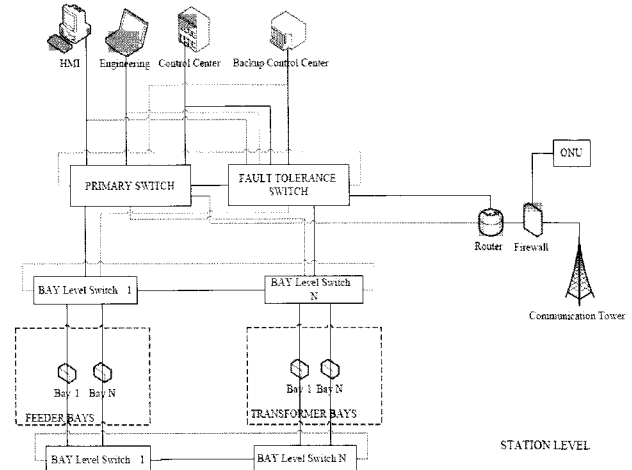 HMI
Engineering
Control Center
Backup Control Center
PRIMARY SWITCH
FAULT TOLERANCE
SWITCH
ONU
Router
Firewall
Communication Tower
BAY Level Switch 1
BAY Level Switch
N
Bay 1
Bay N
FEEDER BAYS
Bay 1
Bay N
TRANSFORMER BAYS
STATION LEVEL
BAY Level Switch 1
BAY Level Switch N